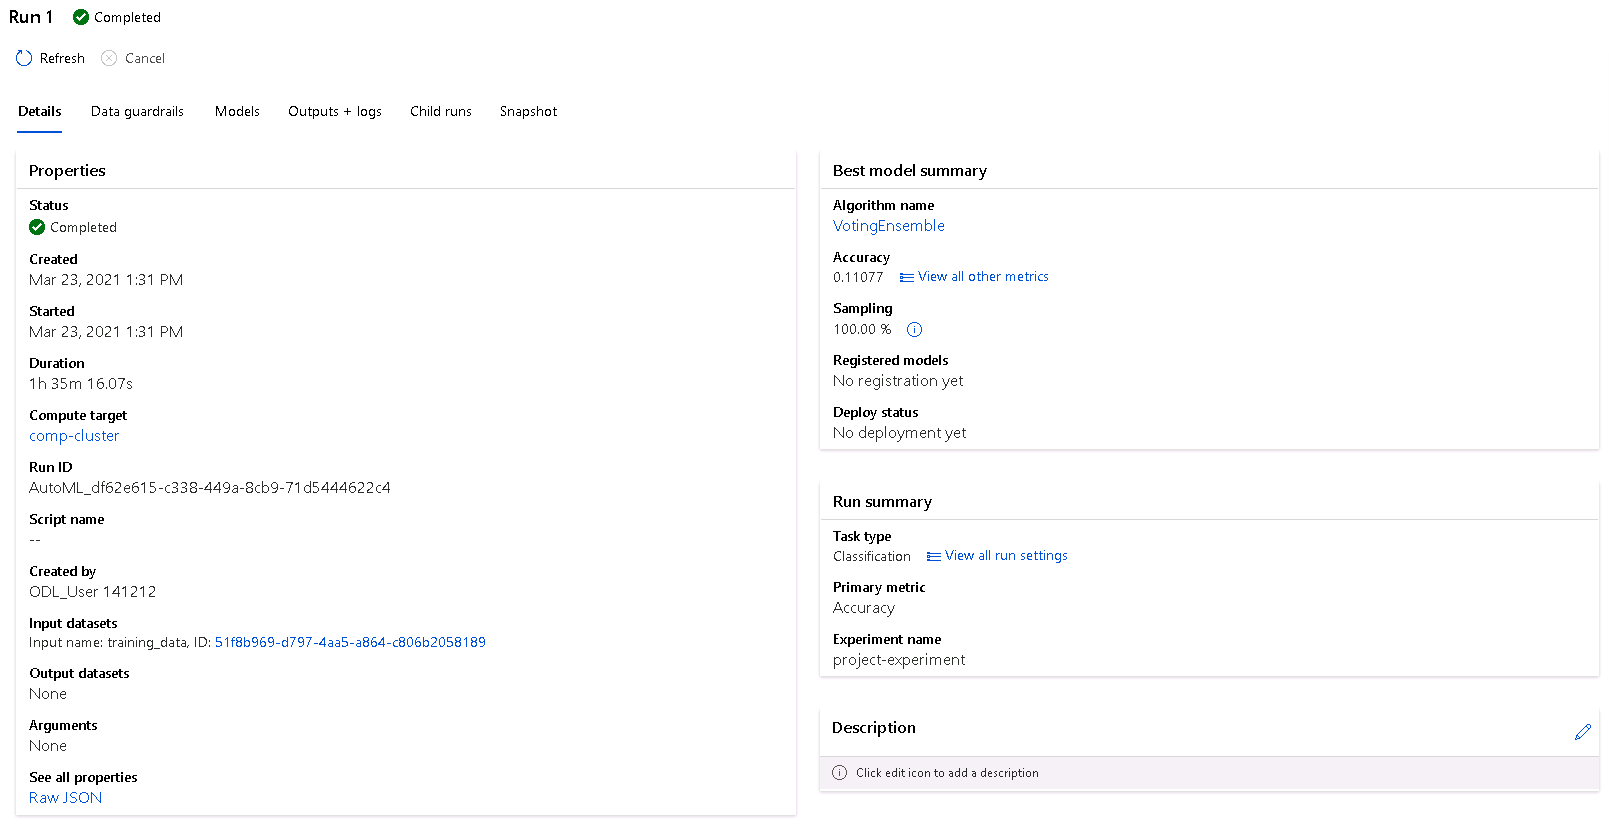 Run 1 Completed
Refresh Cancel
Details Data guardrails Models Outputs + logs Child runs Snapshot
Properties
Status
Completed
Created
Mar 23, 2021 1:31 PM
Started
Mar 23, 2021 1:31 PM
Duration
1h 35m 16.07s
Compute target
comp-cluster
Run ID
AutoML_df62e615-c338-449a-8cb9-71d5444622c4
Script name
--
Created by
ODL_User 141212
Input datasets
Input name: training_data, ID: 51f8b969-d797-4aa5-a864-c806b2058189
Output datasets
None
Arguments
None
See all properties
Raw JSON
Best model summary
Algorithm name
VotingEnsemble
Accuracy
0.11077 View all other metrics
Sampling
100.00 %
Registered models
No registration yet
Deploy status
No deployment yet
Run summary
Task type
Classification View all run settings
Primary metric
Accuracy
Experiment name
project-experiment
Description
Click edit icon to add a description